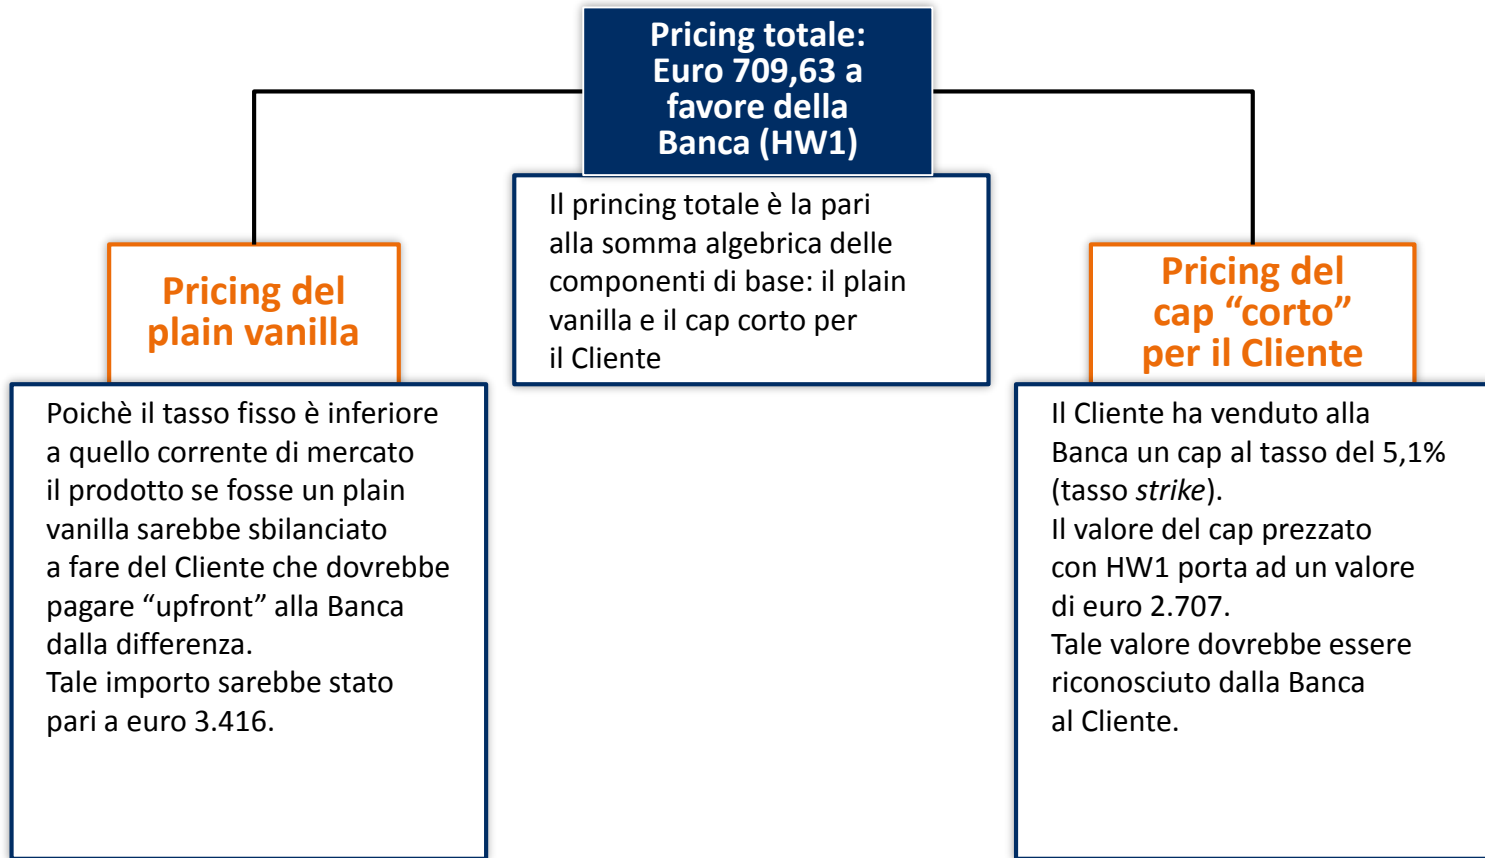 Pricing totale:
Euro 709,63 a
favore della
Banca (HW1)
Il princing totale è la pari
alla somma algebrica delle
componenti di base: il plain
vanilla e il cap corto per
il Cliente
Pricing del
plain vanilla
Poichè il tasso fisso è inferiore
a quello corrente di mercato
il prodotto se fosse un plain
vanilla sarebbe sbilanciato
a fare del Cliente che dovrebbe
pagare “upfront” alla Banca
dalla differenza.
Tale importo sarebbe stato
pari a euro 3.416.
Pricing del
cap “corto”
per il Cliente
Il Cliente ha venduto alla
Banca un cap al tasso del 5,1%
(tasso strike).
Il valore del cap prezzato
con HW1 porta ad un valore
di euro 2.707.
Tale valore dovrebbe essere
riconosciuto dalla Banca
al Cliente.